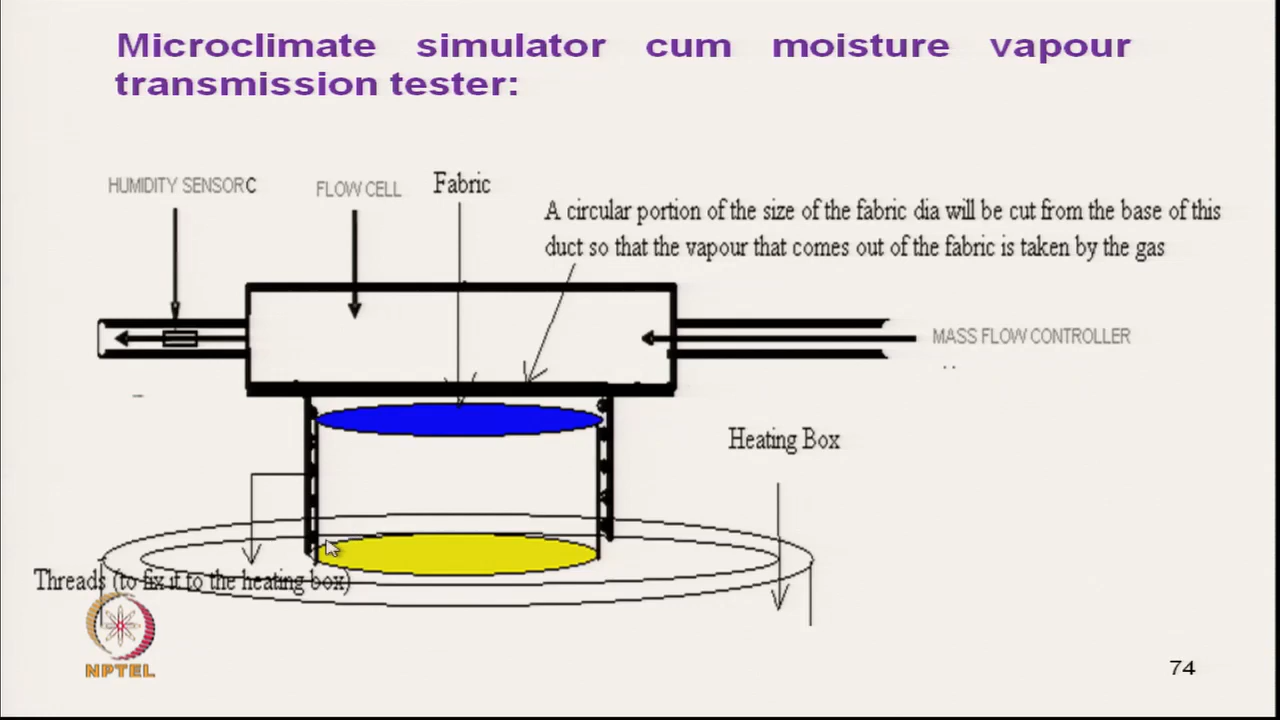 Microclimate simulator cum moisture vapour
transmission tester:
HUMIDITY SENSORC
FLOW CELL
Fabric
A circular portion of the size of the fabric dia will be cut from the base of this
duct so that the vapour that comes out of the fabric is taken by the gas
MASS FLOW CONTROLLER
Heating Box
Threads (to fix it to the heating box)
NPTEL
74